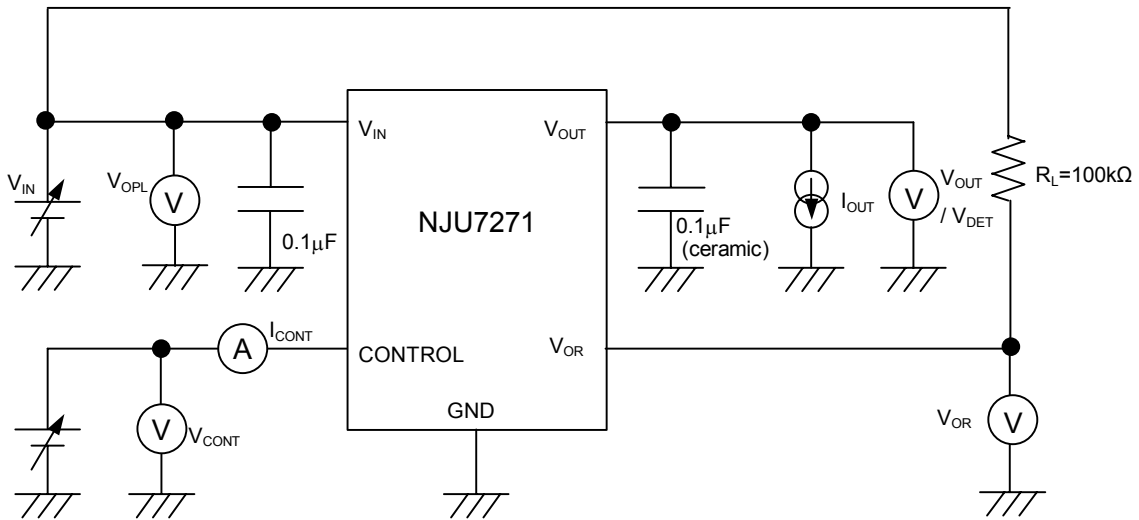 V_IN V_OUT
V_IN V_OPL V NJU7271 I_OUT V V_OUT / V_DET R_L=100kΩ
0.1μF 0.1μF
(ceramic)
I_CONT
A CONTROL V_OR
V V_CONT GND V_OR V